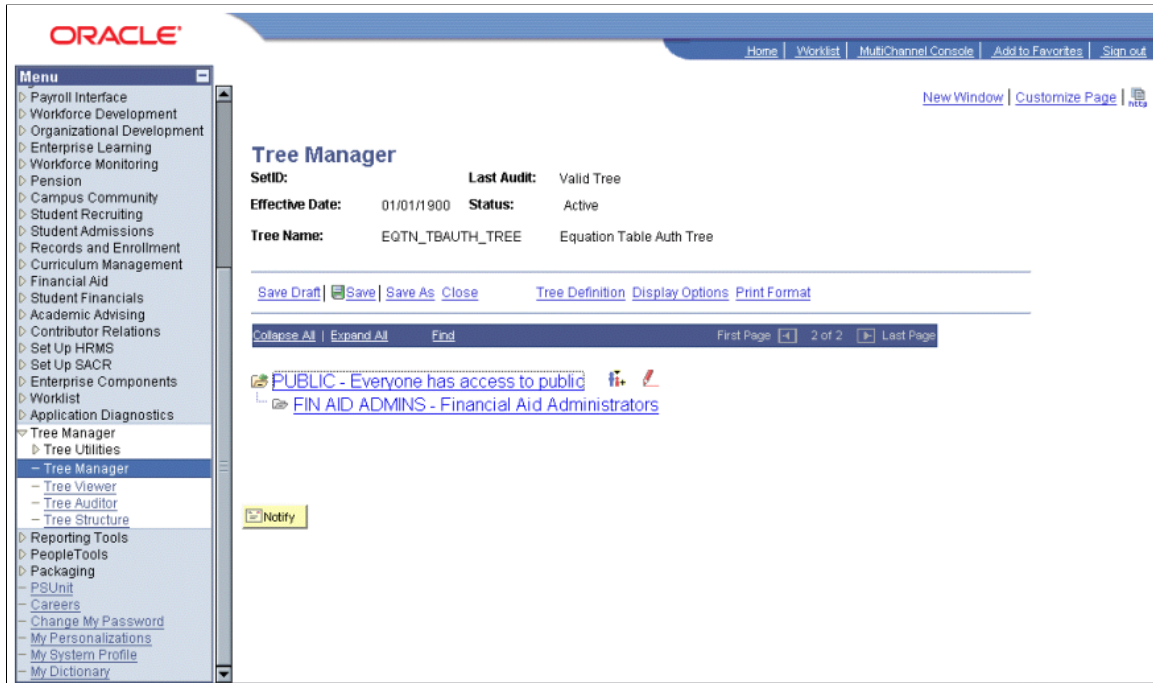 ORACLE'
Home | Worklist | MultiChannel Console | Add to Favorites | Sign out
Menu
Payroll Interface
Workforce Development
Organizational Development
Enterprise Learning
Workforce Monitoring
Pension
Campus Community
Student Recruiting
Student Admissions
Records and Enrollment
Curriculum Management
Financial Aid
Student Financials
Academic Advising
Contributor Relations
Set Up HRMS
Set Up SACR
Enterprise Components
Worklist
Application Diagnostics
Tree Manager
Tree Utilities
– Tree Manager
– Tree Viewer
– Tree Auditor
– Tree Structure
Reporting Tools
PeopleTools
Packaging
– PSUnit
– Careers
– Change My Password
– My Personalizations
– My System Profile
– My Dictionary
New Window | Customize Page | http
Tree Manager
SetID: Last Audit: Valid Tree
Effective Date: 01/01/1900 Status: Active
Tree Name: EQTN_TBAUTH_TREE Equation Table Auth Tree
Save Draft | Save | Save As Close Tree Definition Display Options Print Format
Collapse All | Expand All Find First Page 2 of 2 Last Page
PUBLIC - Everyone has access to public
FIN AID ADMINS - Financial Aid Administrators
Notify